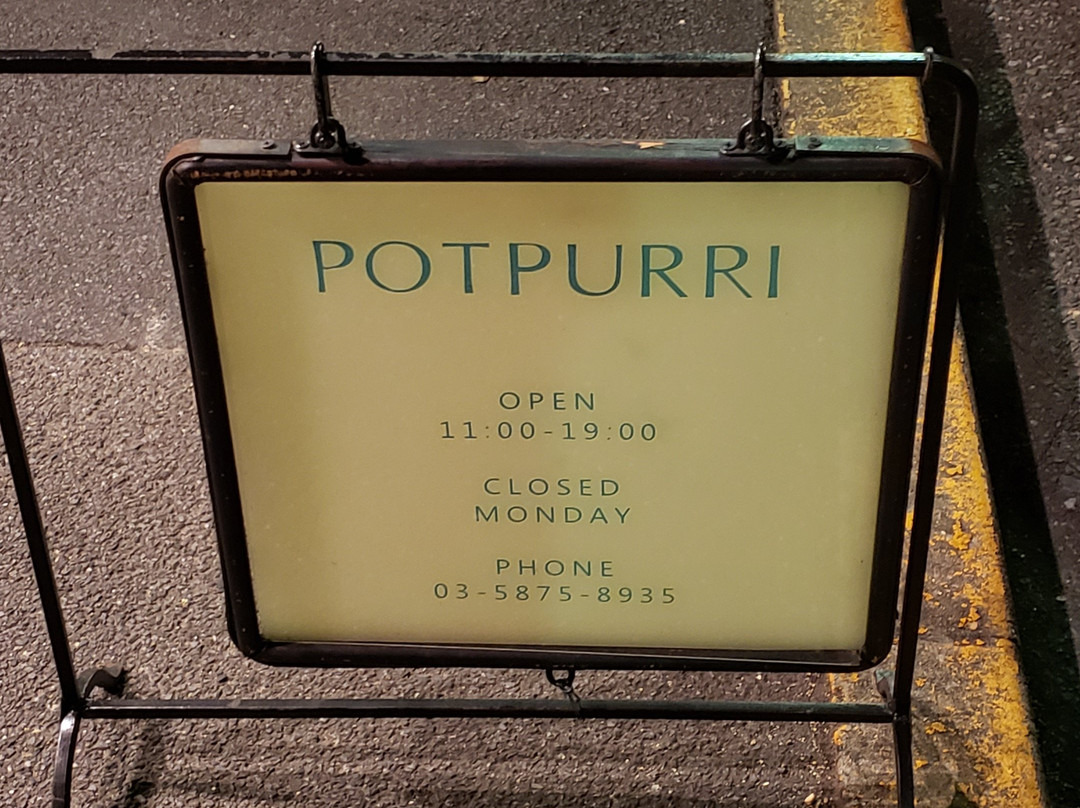 POTPURRI
OPEN
11:00-19:00
CLOSED
MONDAY
PHONE
03-5875-8935